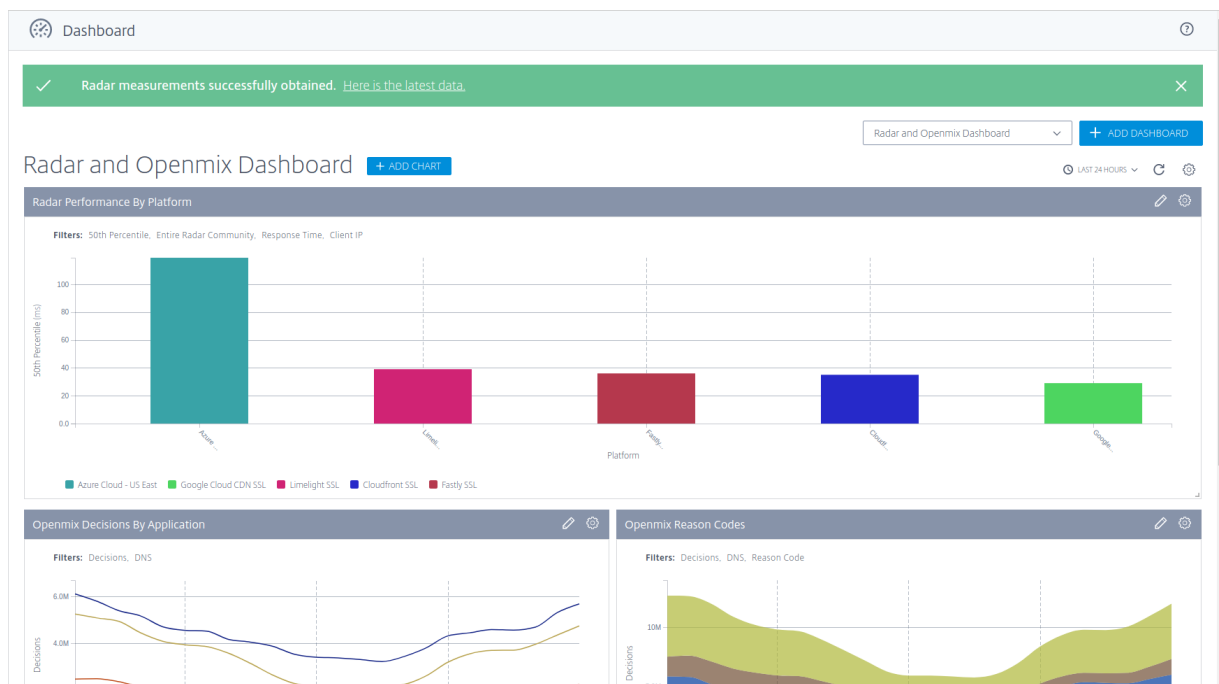 Dashboard
Radar measurements successfully obtained. Here is the latest data.
Radar and Openmix Dashboard
+ ADD DASHBOARD
Radar and Openmix Dashboard
+ ADD CHART
LAST 24 HOURS
Radar Performance By Platform
Filters: 50th Percentile, Entire Radar Community, Response Time, Client IP
100
80
60
40
20
0.0
50th Percentile (ms)
Azure ...
Limeli...
Fastly...
Cloudf...
Google...
Platform
Azure Cloud - US East
Google Cloud CDN SSL
Limelight SSL
Cloudfront SSL
Fastly SSL
Openmix Decisions By Application
Filters: Decisions, DNS
6.0M
4.0M
Decisions
Openmix Reason Codes
Filters: Decisions, DNS, Reason Code
10M
Decisions